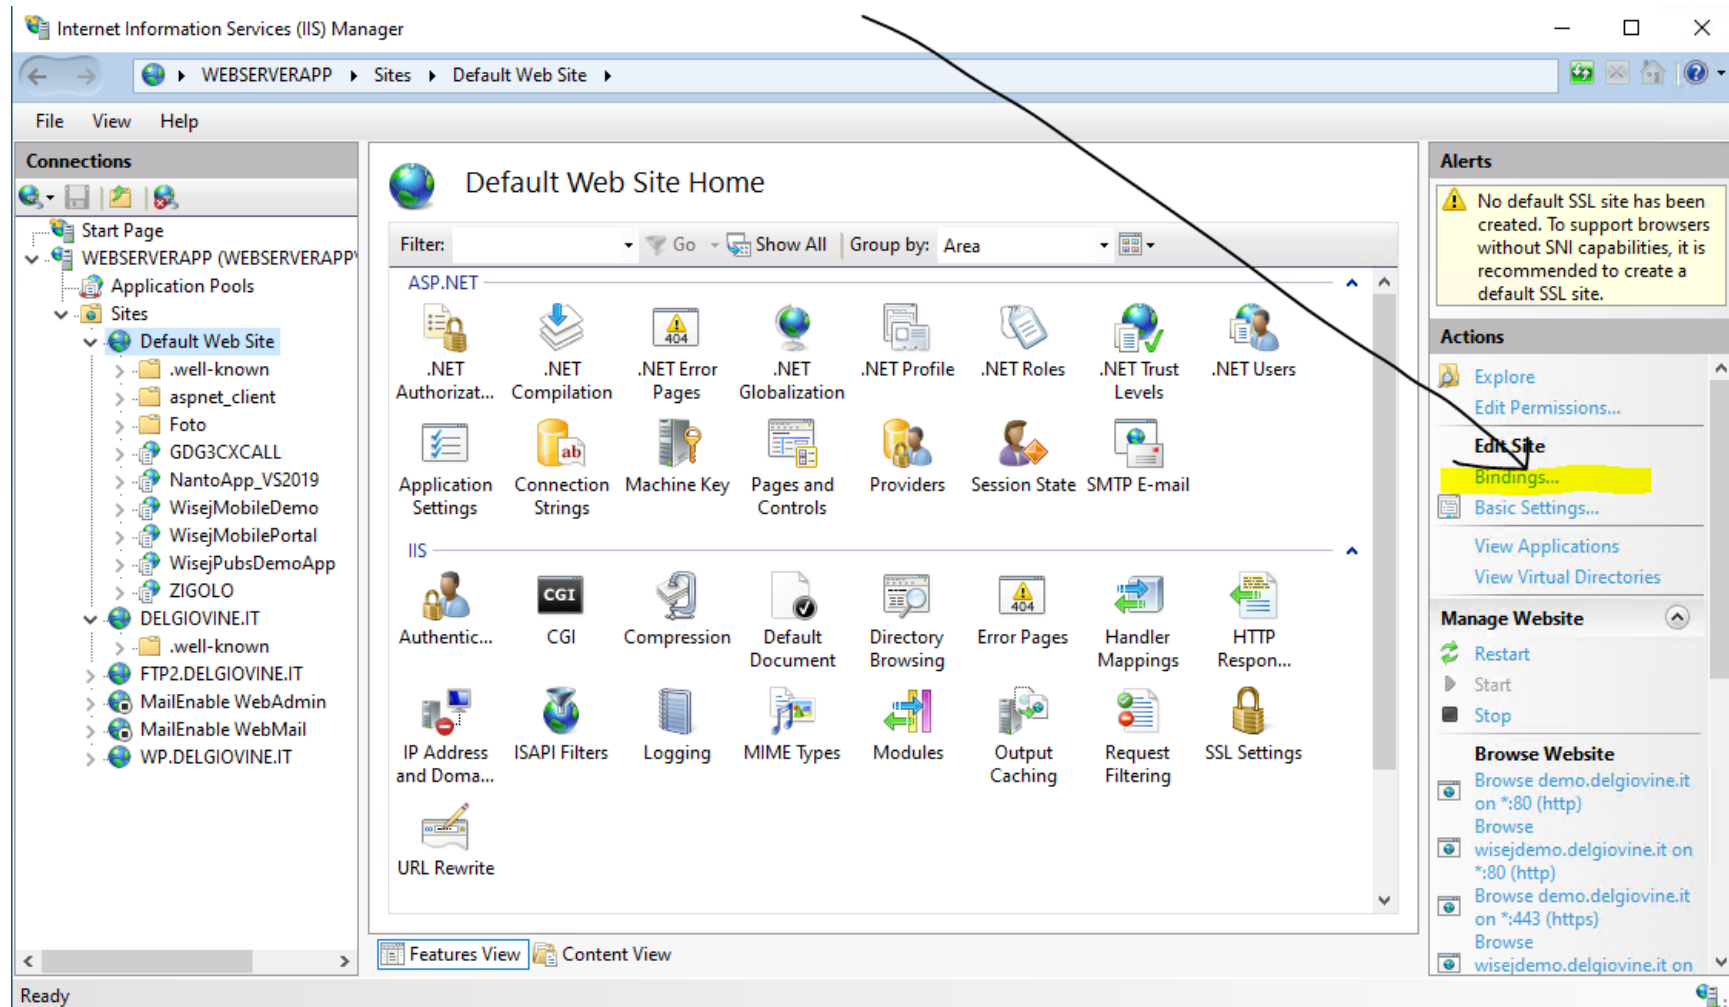 Internet Information Services (IIS) Manager
WEBSERVERAPP
Sites
Default Web Site
File View Help
Connections
Start Page
WEBSERVERAPP (WEBSERVERAPP\
Application Pools
Sites
Default Web Site
.well-known
aspnet_client
Foto
GDG3CXCALL
NantoApp_VS2019
WisejMobileDemo
WisejMobilePortal
WisejPubsDemoApp
ZIGOLO
DELGIOVINE.IT
.well-known
FTP2.DELGIOVINE.IT
MailEnable WebAdmin
MailEnable WebMail
WP.DELGIOVINE.IT
Default Web Site Home
Filter: Go Show All Group by: Area
ASP.NET
.NET
Authorizat...
.NET
Compilation
.NET Error
Pages
.NET
Globalization
.NET Profile
.NET Roles
.NET Trust
Levels
.NET Users
Application
Settings
Connection
Strings
Machine Key
Pages and
Controls
Providers
Session State
SMTP E-mail
IIS
Authentic...
CGI
Compression
Default
Document
Directory
Browsing
Error Pages
Handler
Mappings
HTTP
Respon...
IP Address
and Doma...
ISAPI Filters
Logging
MIME Types
Modules
Output
Caching
Request
Filtering
SSL Settings
URL Rewrite
404
ab
CGI
404
Features View
Content View
Alerts
No default SSL site has been
created. To support browsers
without SNI capabilities, it is
recommended to create a
default SSL site.
Actions
Explore
Edit Permissions...
Edit Site
Bindings...
Basic Settings...
View Applications
View Virtual Directories
Manage Website
Restart
Start
Stop
Browse Website
Browse demo.delgiovine.it
on *:80 (http)
Browse
wisejdemo.delgiovine.it on
*:80 (http)
Browse demo.delgiovine.it
on *:443 (https)
Browse
wisejdemo.delgiovine.it on
Ready